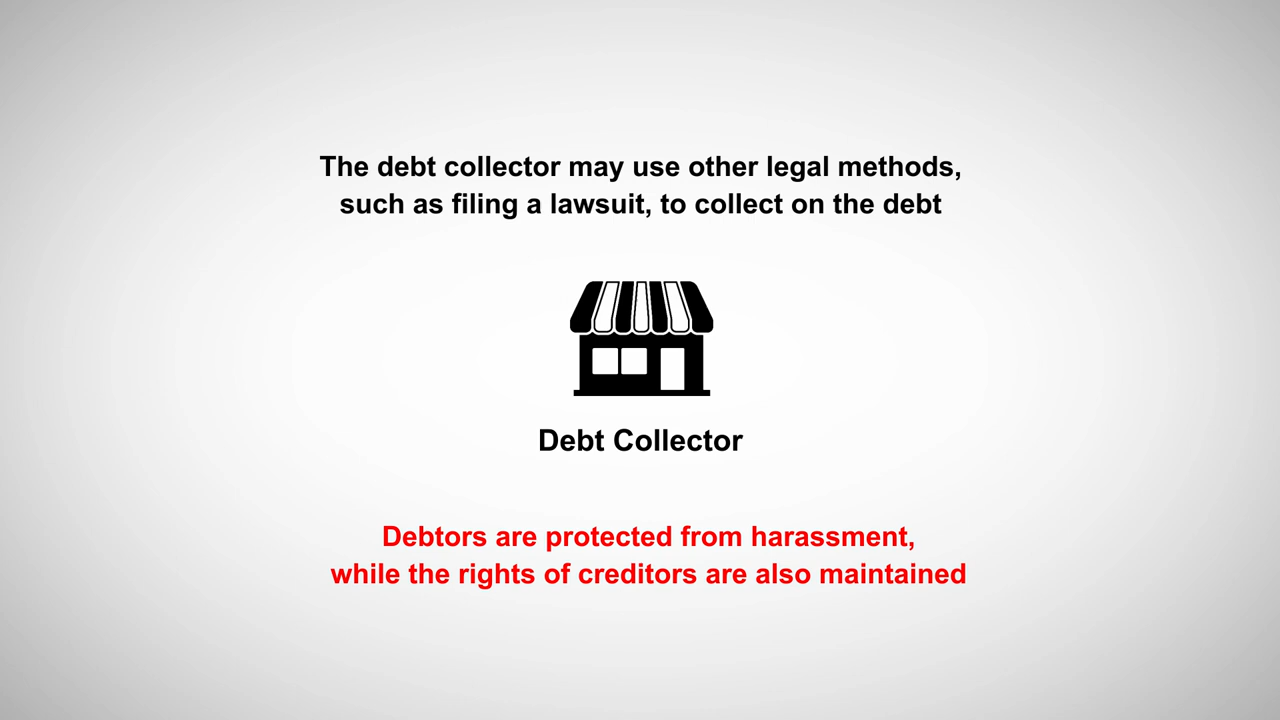 The debt collector may use other legal methods,
such as filing a lawsuit, to collect on the debt
Debt Collector
Debtors are protected from harassment,
while the rights of creditors are also maintained